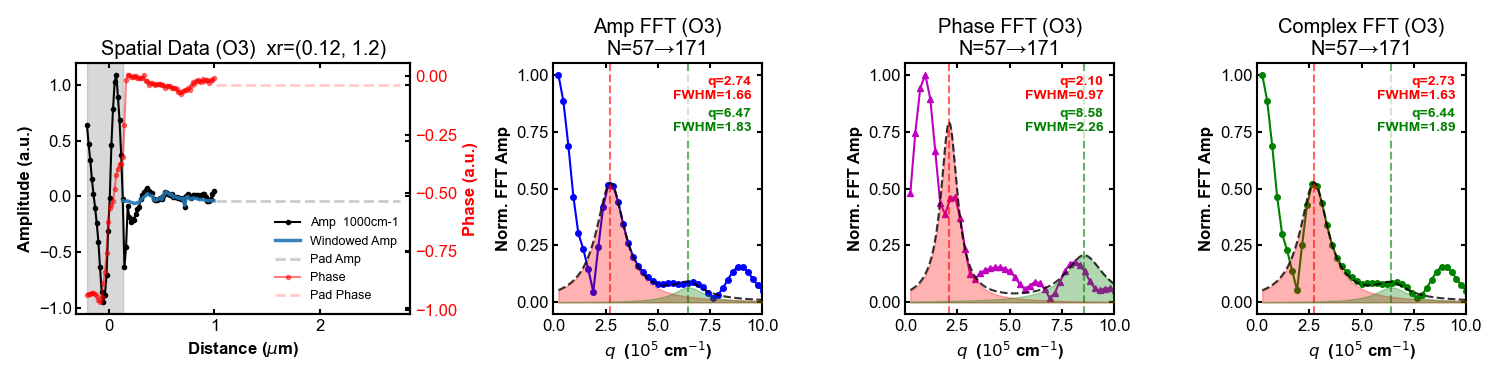 Spatial Data (O3)  xr=(0.12, 1.2)
Amplitude (a.u.)
1.0
0.5
0.0
−0.5
−1.0
0
1
2
Distance (μm)
0.00
−0.25
−0.50
−0.75
−1.00
Phase (a.u.)
Amp  1000cm-1
Windowed Amp
Pad Amp
Phase
Pad Phase
Amp FFT (O3)
N=57→171
Norm. FFT Amp
1.00
0.75
0.50
0.25
0.00
0.0
2.5
5.0
7.5
10.0
q (10⁵ cm⁻¹)
q=2.74
FWHM=1.66
q=6.47
FWHM=1.83
Phase FFT (O3)
N=57→171
Norm. FFT Amp
1.00
0.75
0.50
0.25
0.00
0.0
2.5
5.0
7.5
10.0
q (10⁵ cm⁻¹)
q=2.10
FWHM=0.97
q=8.58
FWHM=2.26
Complex FFT (O3)
N=57→171
Norm. FFT Amp
1.00
0.75
0.50
0.25
0.00
0.0
2.5
5.0
7.5
10.0
q (10⁵ cm⁻¹)
q=2.73
FWHM=1.63
q=6.44
FWHM=1.89